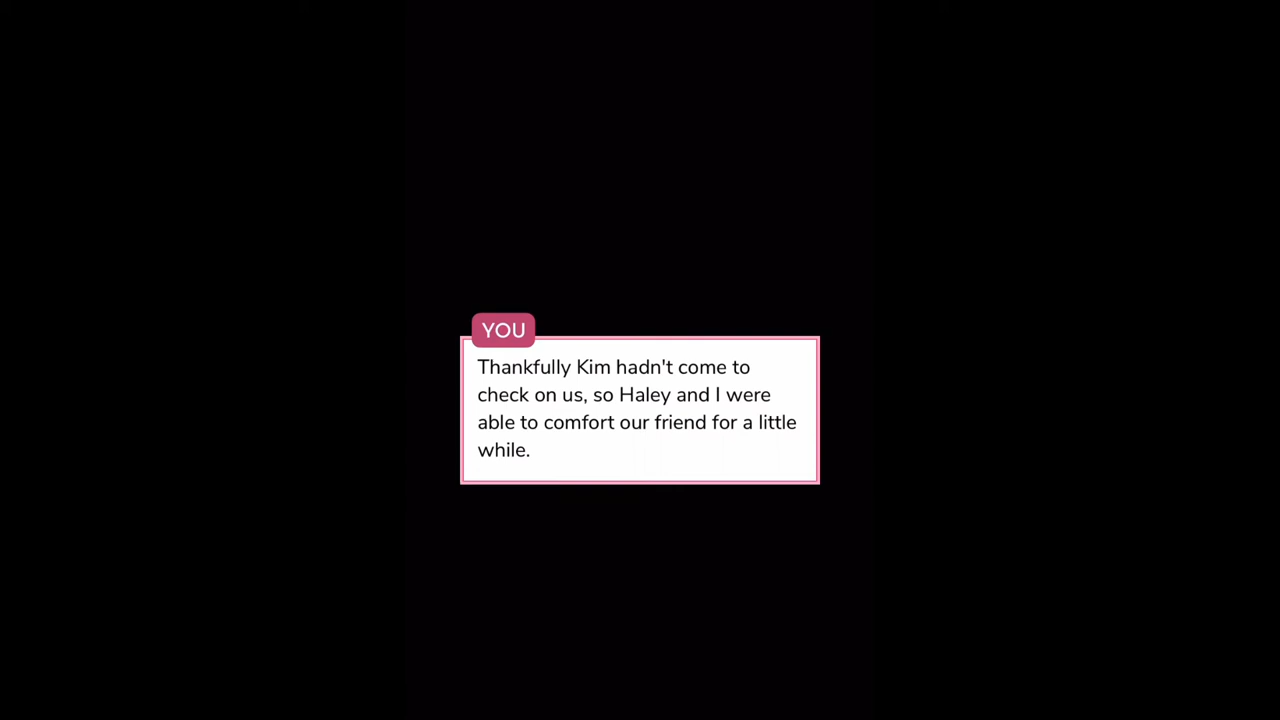 YOU
Thankfully Kim hadn't come to
check on us, so Haley and I were
able to comfort our friend for a little
while.